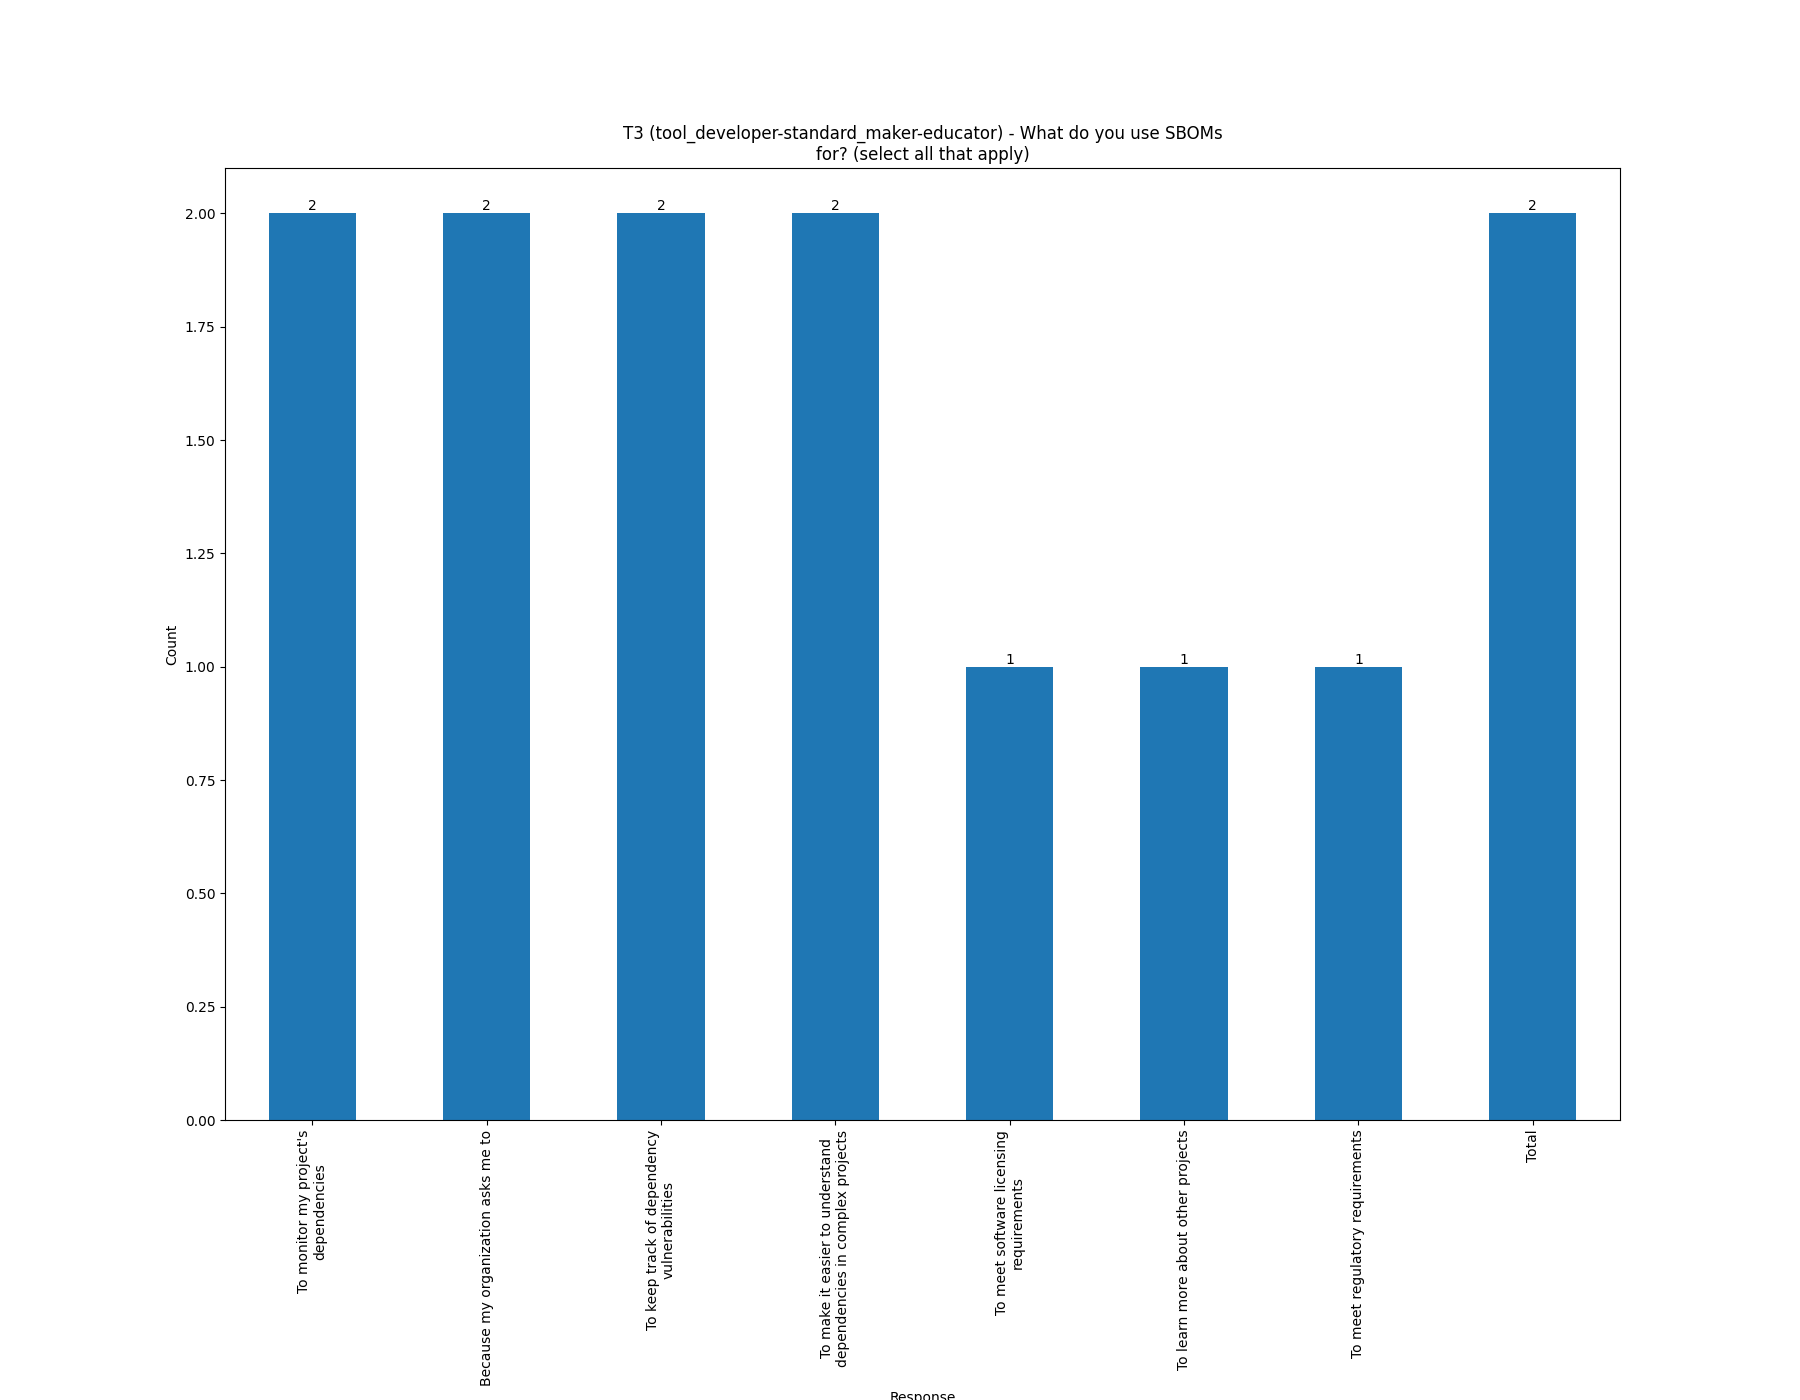 T3 (tool_developer-standard_maker-educator) - What do you use SBOMs
for? (select all that apply)
2
2
2
2
1
1
1
2
2.00
1.75
1.50
1.25
1.00
0.75
0.50
0.25
0.00
Count
To monitor my project's
dependencies
Because my organization asks me to
To keep track of dependency
vulnerabilities
To make it easier to understand
dependencies in complex projects
To meet software licensing
requirements
To learn more about other projects
To meet regulatory requirements
Total
Response